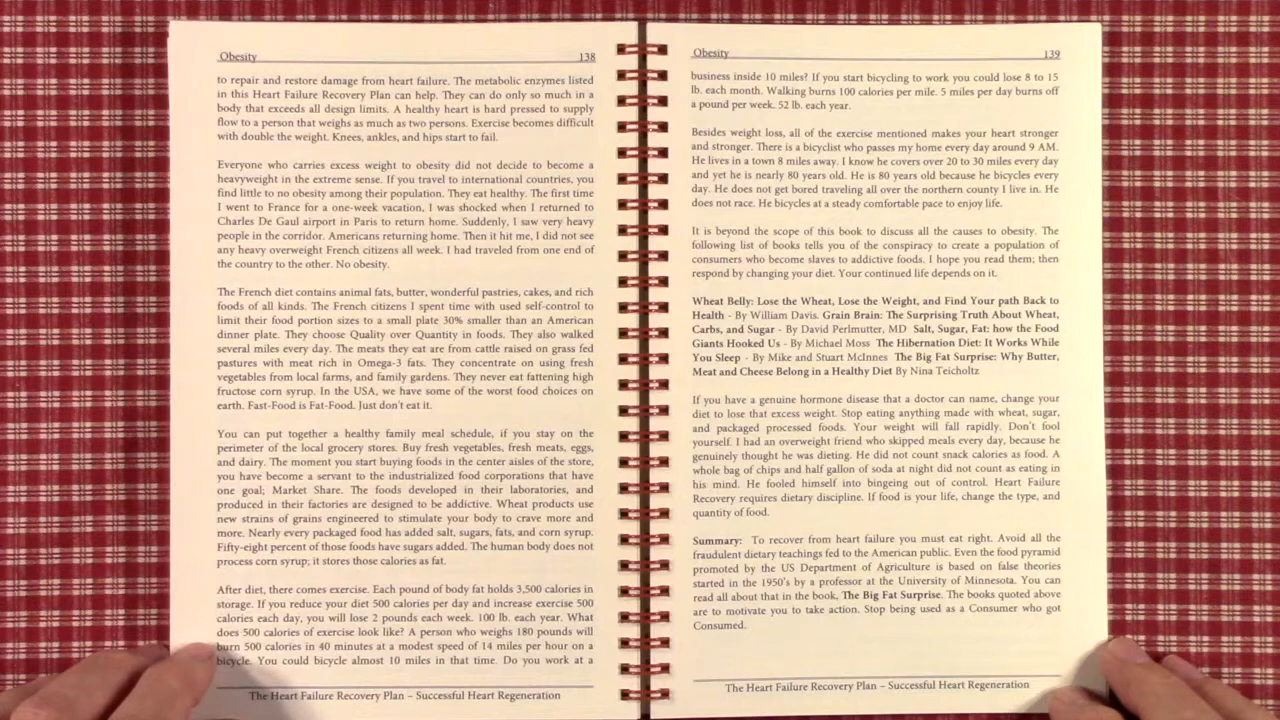 Obesity 138
to repair and restore damage from heart failure. The metabolic enzymes listed
in this Heart Failure Recovery Plan can help. They can do only so much in a
body that exceeds all design limits. A healthy heart is hard pressed to supply
flow to a person that weighs as much as two persons. Exercise becomes difficult
with double the weight. Knees, ankles, and hips start to fail.
Everyone who carries excess weight to obesity did not decide to become a
heavyweight in the extreme sense. If you travel to international countries, you
find little to no obesity among their population. They eat healthy. The first time
I went to France for a one-week vacation, I was shocked when I returned to
Charles De Gaul airport in Paris to return home. Suddenly, I saw very heavy
people in the corridor. Americans returning home. Then it hit me, I did not see
any heavy overweight French citizens all week. I had traveled from one end of
the country to the other. No obesity.
The French diet contains animal fats, butter, wonderful pastries, cakes, and rich
foods of all kinds. The French citizens I spent time with used self-control to
limit their food portion sizes to a small plate 30% smaller than an American
dinner plate. They choose Quality over Quantity in foods. They also walked
several miles every day. The meats they eat are from cattle raised on grass fed
pastures with meat rich in Omega-3 fats. They concentrate on using fresh
vegetables from local farms, and family gardens. They never eat fattening high
fructose corn syrup. In the USA, we have some of the worst food choices on
earth. Fast-Food is Fat-Food. Just don't eat it.
You can put together a healthy family meal schedule, if you stay on the
perimeter of the local grocery stores. Buy fresh vegetables, fresh meats, eggs,
and dairy. The moment you start buying foods in the center aisles of the store,
you have become a servant to the industrialized food corporations that have
one goal; Market Share. The foods developed in their laboratories, and
produced in their factories are designed to be addictive. Wheat products use
new strains of grains engineered to stimulate your body to crave more and
more. Nearly every packaged food has added salt, sugars, fats, and corn syrup.
Fifty-eight percent of those foods have sugars added. The human body does not
process corn syrup; it stores those calories as fat.
After diet, there comes exercise. Each pound of body fat holds 3,500 calories in
storage. If you reduce your diet 500 calories per day and increase exercise 500
calories each day, you will lose 2 pounds each week. 100 lb. each year. What
does 500 calories of exercise look like? A person who weighs 180 pounds will
burn 500 calories in 40 minutes at a modest speed of 14 miles per hour on a
bicycle. You could bicycle almost 10 miles in that time. Do you work at a
The Heart Failure Recovery Plan – Successful Heart Regeneration
Obesity 139
business inside 10 miles? If you start bicycling to work you could lose 8 to 15
lb. each month. Walking burns 100 calories per mile. 5 miles per day burns off
a pound per week. 52 lb. each year.
Besides weight loss, all of the exercise mentioned makes your heart stronger
and stronger. There is a bicyclist who passes my home every day around 9 AM.
He lives in a town 8 miles away. I know he covers over 20 to 30 miles every day
and yet he is nearly 80 years old. He is 80 years old because he bicycles every
day. He does not get bored traveling all over the northern county I live in. He
does not race. He bicycles at a steady comfortable pace to enjoy life.
It is beyond the scope of this book to discuss all the causes to obesity. The
following list of books tells you of the conspiracy to create a population of
consumers who become slaves to addictive foods. I hope you read them; then
respond by changing your diet. Your continued life depends on it.
Wheat Belly: Lose the Wheat, Lose the Weight, and Find Your path Back to
Health - By William Davis. Grain Brain: The Surprising Truth About Wheat,
Carbs, and Sugar - By David Perlmutter, MD Salt, Sugar, Fat: how the Food
Giants Hooked Us - By Michael Moss The Hibernation Diet: It Works While
You Sleep - By Mike and Stuart McInnes The Big Fat Surprise: Why Butter,
Meat and Cheese Belong in a Healthy Diet By Nina Teicholtz
If you have a genuine hormone disease that a doctor can name, change your
diet to lose that excess weight. Stop eating anything made with wheat, sugar,
and packaged processed foods. Your weight will fall rapidly. Don't fool
yourself. I had an overweight friend who skipped meals every day, because he
genuinely thought he was dieting. He did not count snack calories as food. A
whole bag of chips and half gallon of soda at night did not count as eating in
his mind. He fooled himself into bingeing out of control. Heart Failure
Recovery requires dietary discipline. If food is your life, change the type, and
quantity of food.
Summary: To recover from heart failure you must eat right. Avoid all the
fraudulent dietary teachings fed to the American public. Even the food pyramid
promoted by the US Department of Agriculture is based on false theories
started in the 1950's by a professor at the University of Minnesota. You can
read all about that in the book, The Big Fat Surprise. The books quoted above
are to motivate you to take action. Stop being used as a Consumer who got
Consumed.
The Heart Failure Recovery Plan – Successful Heart Regeneration